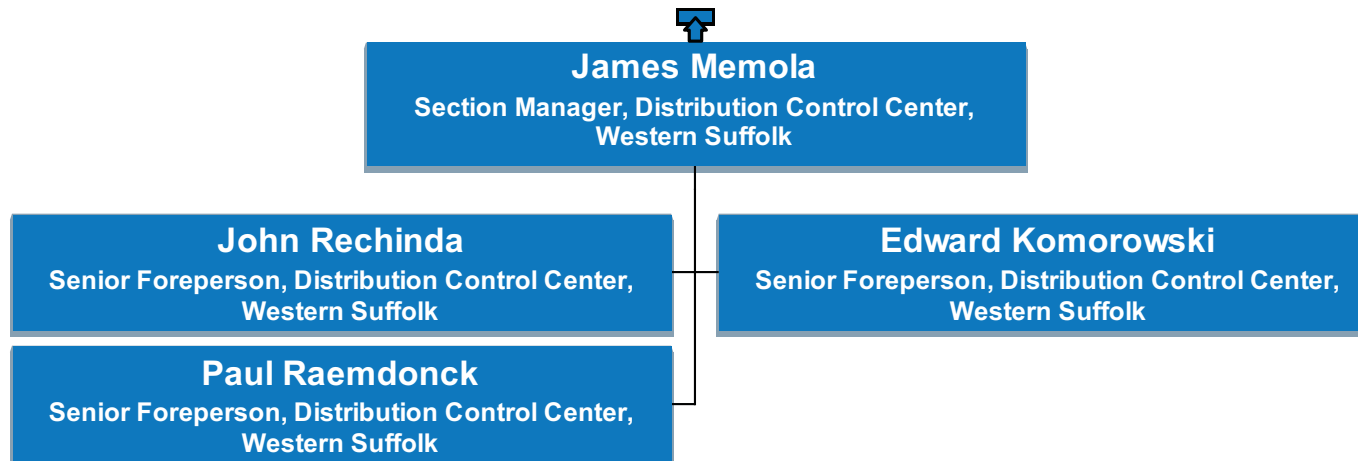 James Memola
Section Manager, Distribution Control Center,
Western Suffolk
John Rechinda
Senior Foreperson, Distribution Control Center,
Western Suffolk
Edward Komorowski
Senior Foreperson, Distribution Control Center,
Western Suffolk
Paul Raemdonck
Senior Foreperson, Distribution Control Center,
Western Suffolk